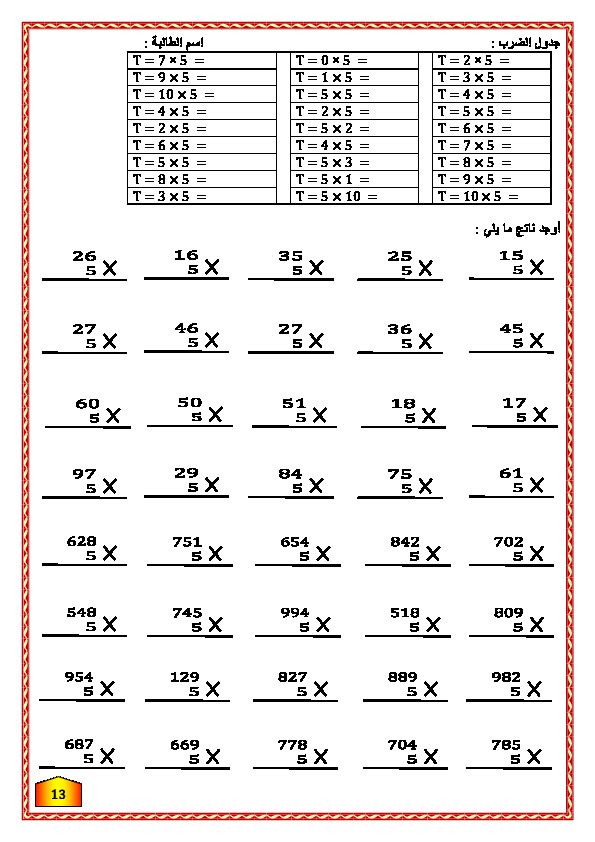 جدول الضرب : اسم الطالبة :
T = 2 × 5 = T = 0 × 5 = T = 7 × 5 =
T = 3 × 5 = T = 1 × 5 = T = 9 × 5 =
T = 4 × 5 = T = 5 × 5 = T = 10 × 5 =
T = 5 × 5 = T = 2 × 5 = T = 4 × 5 =
T = 6 × 5 = T = 5 × 2 = T = 2 × 5 =
T = 7 × 5 = T = 4 × 5 = T = 6 × 5 =
T = 8 × 5 = T = 5 × 3 = T = 5 × 5 =
T = 9 × 5 = T = 5 × 1 = T = 8 × 5 =
T = 10 × 5 = T = 5 × 10 = T = 3 × 5 =
أوجد ناتج ما يلي :
26 16 35 25 15
5 × 5 × 5 × 5 × 5 ×
27 46 27 36 45
5 × 5 × 5 × 5 × 5 ×
60 50 51 18 17
5 × 5 × 5 × 5 × 5 ×
97 29 84 75 61
5 × 5 × 5 × 5 × 5 ×
628 751 654 842 702
5 × 5 × 5 × 5 × 5 ×
548 745 994 518 809
5 × 5 × 5 × 5 × 5 ×
954 129 827 889 982
5 × 5 × 5 × 5 × 5 ×
687 669 778 704 785
5 × 5 × 5 × 5 × 5 ×
13